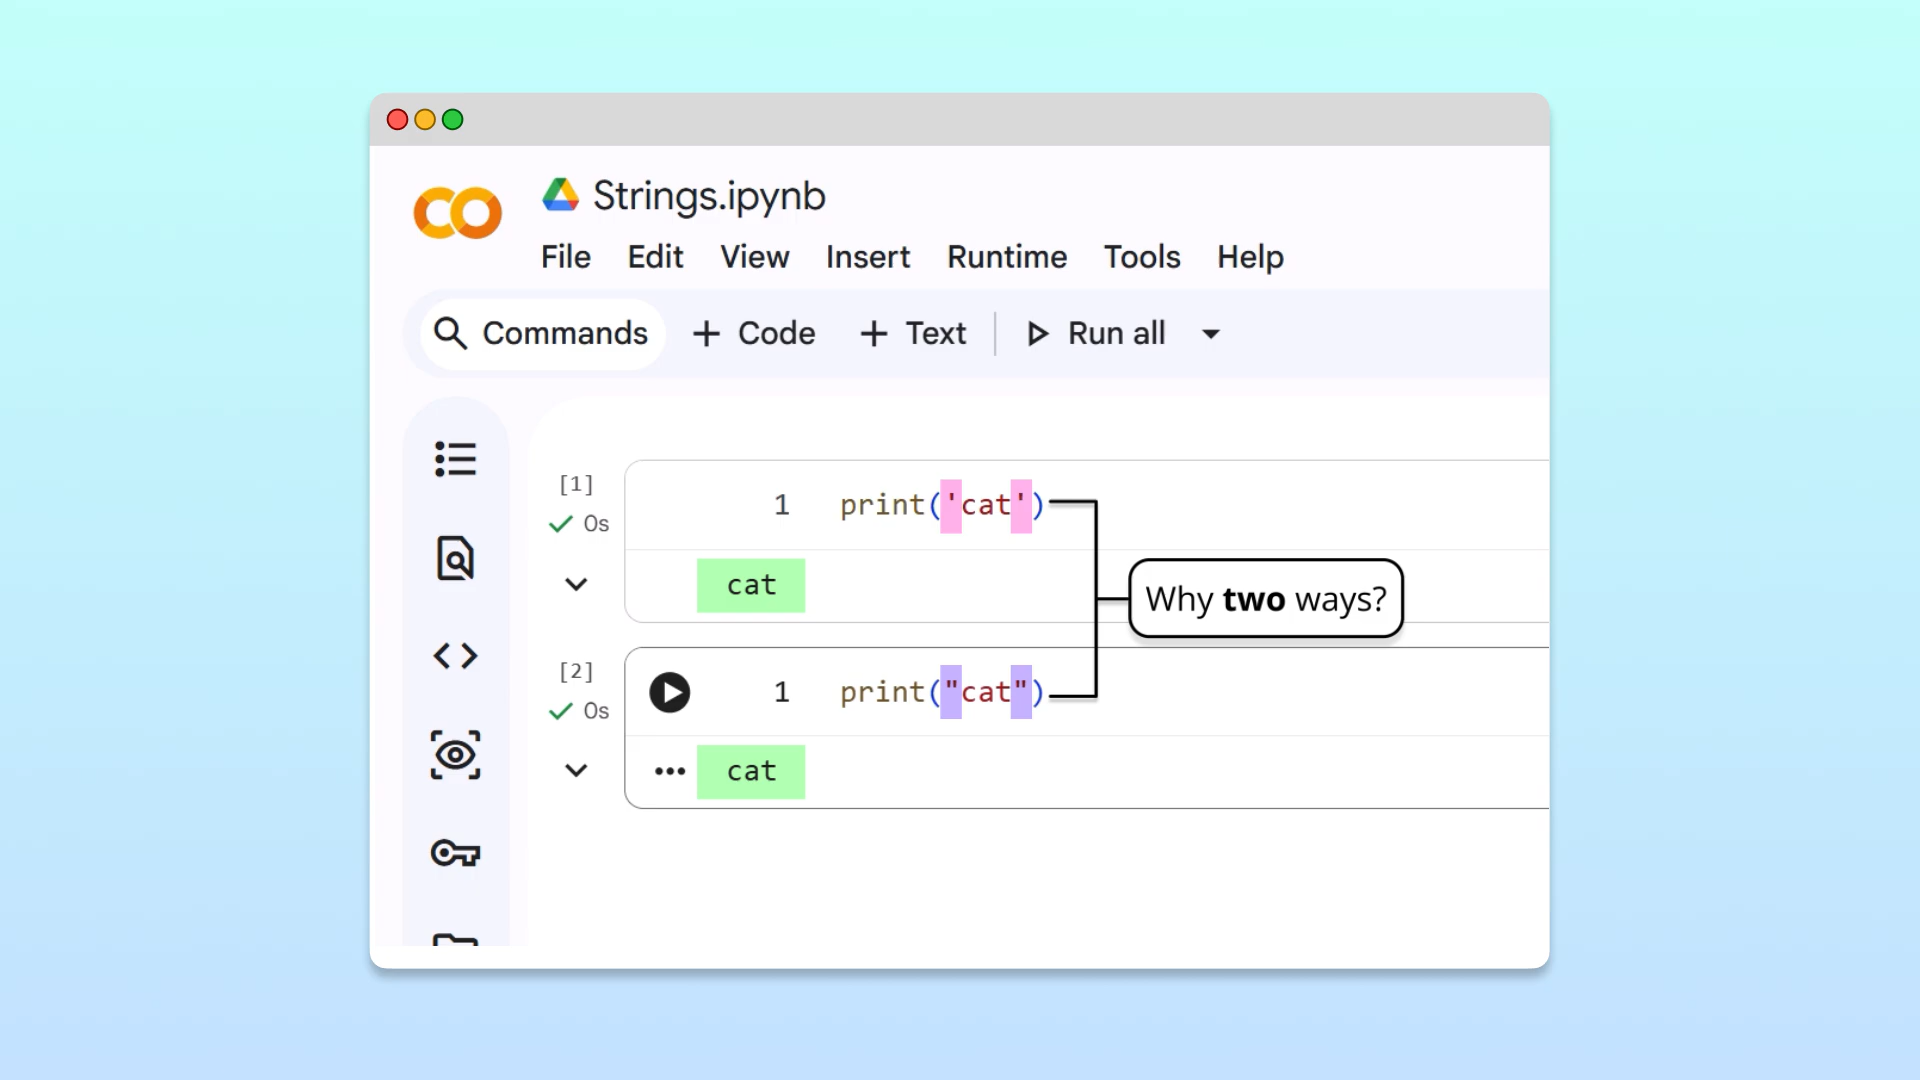 Strings.ipynb
File Edit View Insert Runtime Tools Help
Commands + Code + Text Run all
[1]
0s
1 print('cat')
cat
Why two ways?
[2]
0s
1 print("cat")
cat